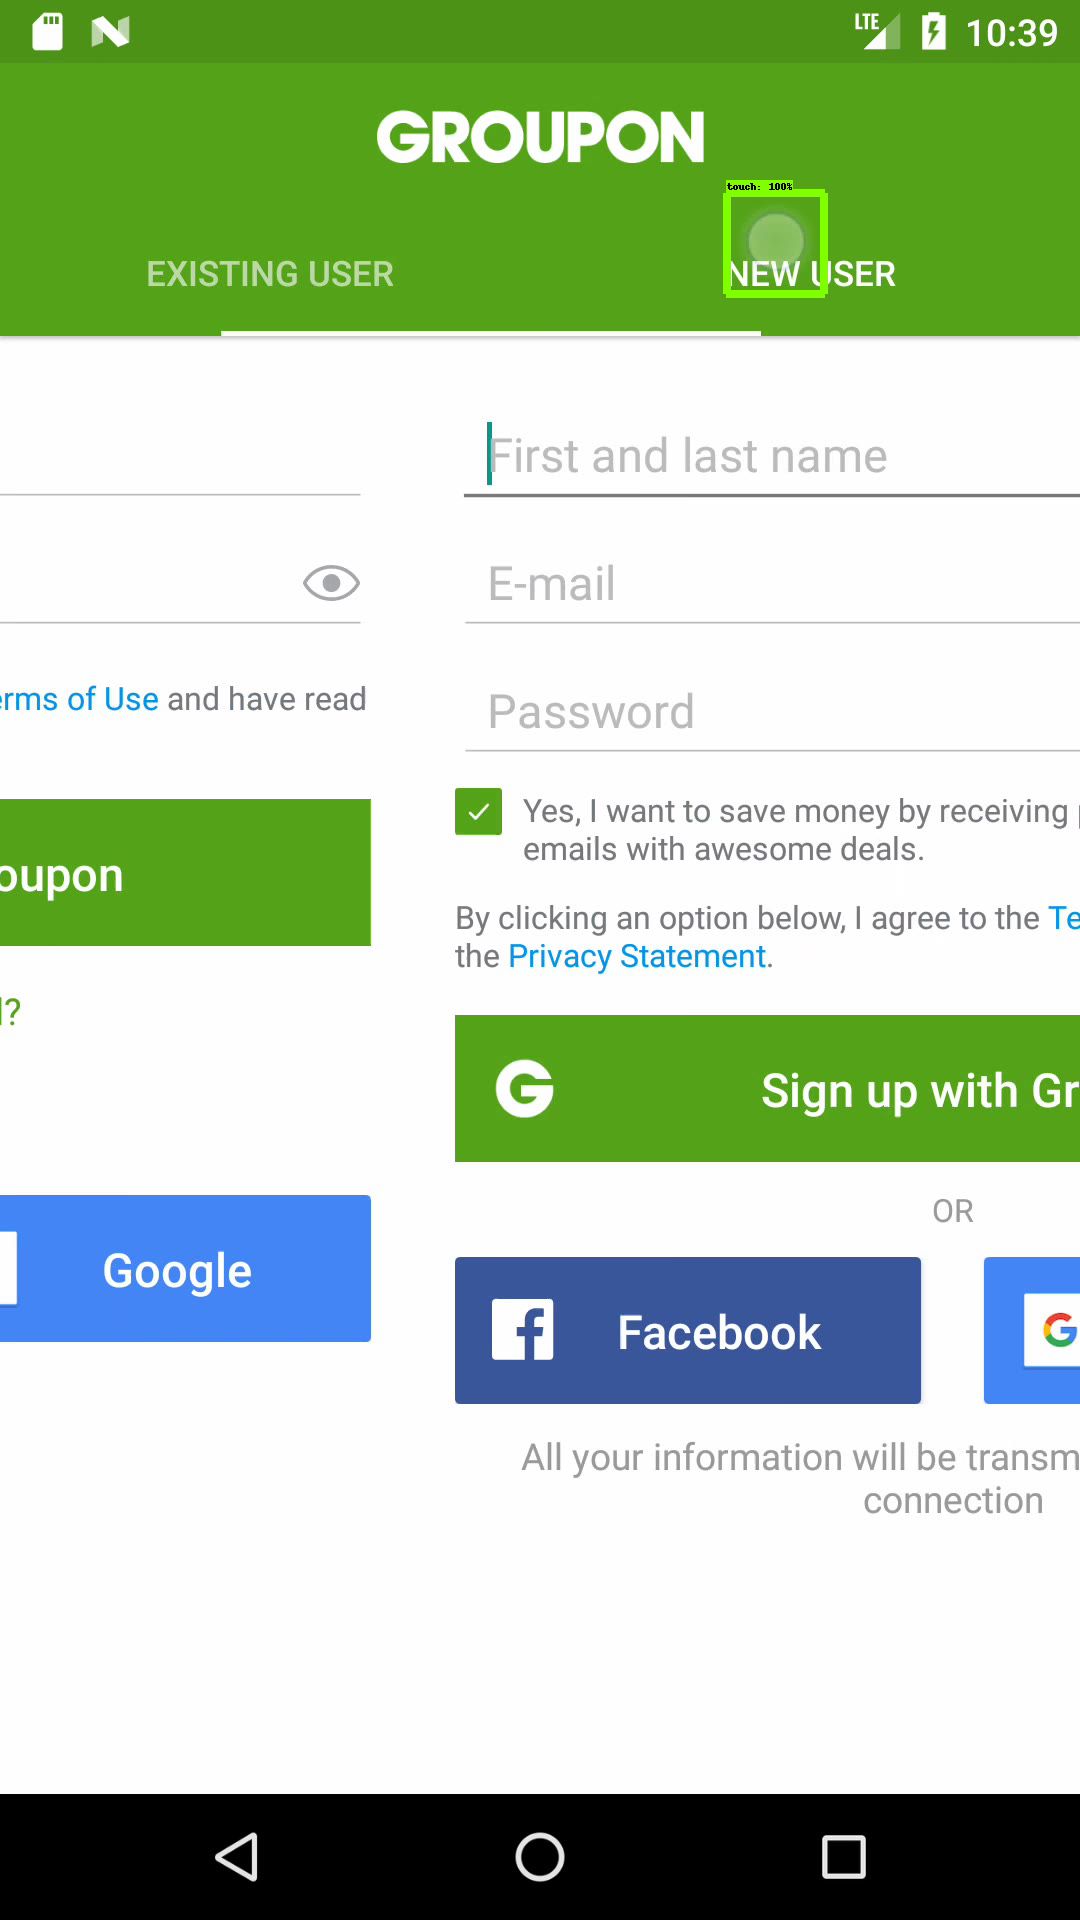 LTE 10:39
GROUPON
touch: 100%
EXISTING USER
NEW USER
First and last name
E-mail
Password
erms of Use and have read
oupon
d?
Google
Yes, I want to save money by receiving
emails with awesome deals.
By clicking an option below, I agree to the Te
the Privacy Statement.
G Sign up with Gr
OR
f Facebook
G
All your information will be transm
connection